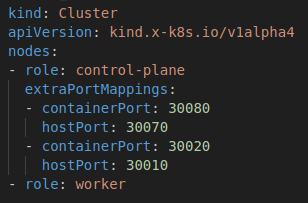 kind: Cluster
apiVersion: kind.x-k8s.io/v1alpha4
nodes:
- role: control-plane
  extraPortMappings:
  - containerPort: 30080
    hostPort: 30070
  - containerPort: 30020
    hostPort: 30010
- role: worker